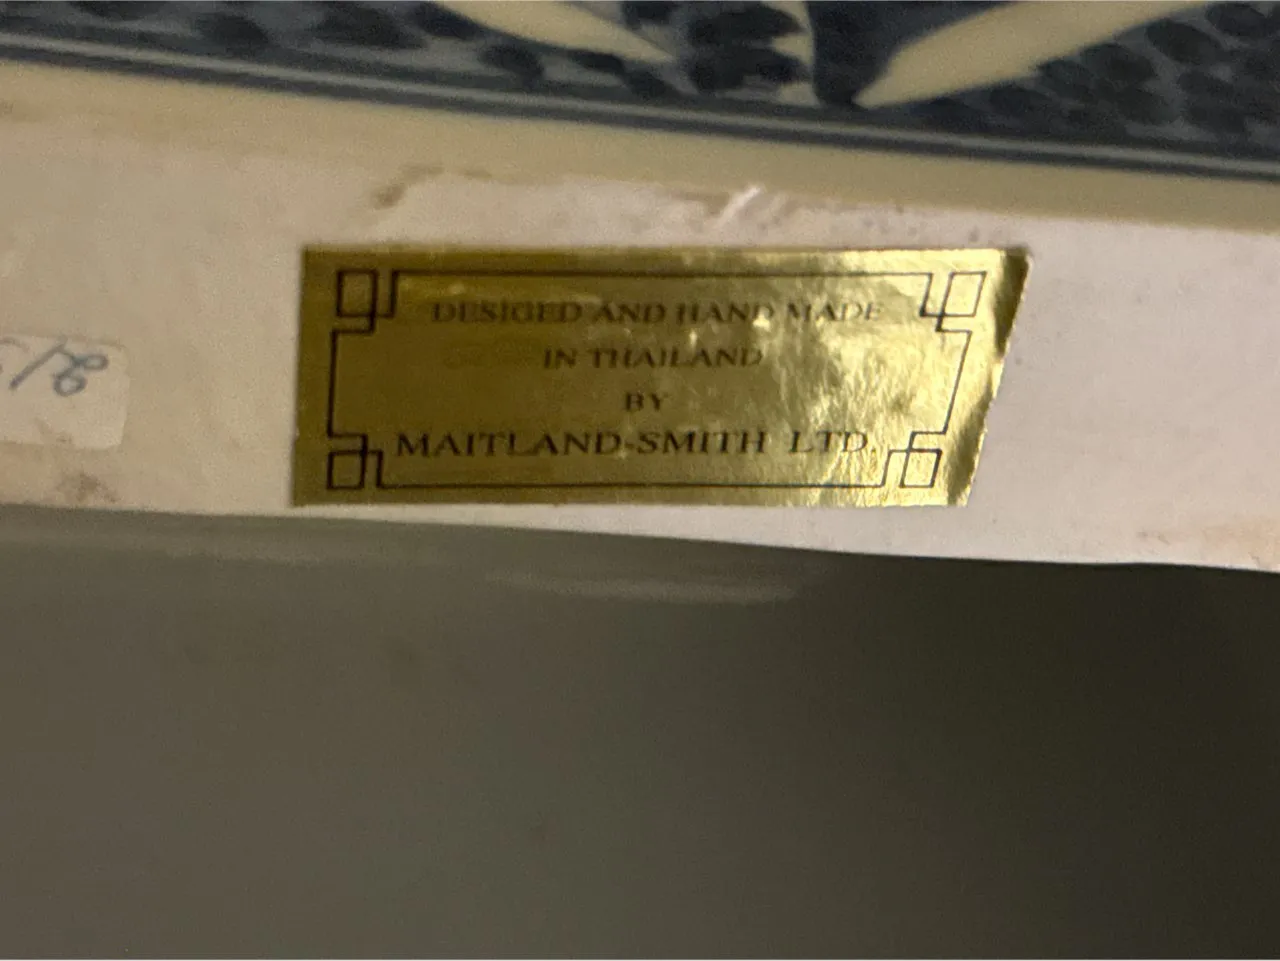 DESIGED AND HAND MADE
IN THAILAND
BY
MAITLAND-SMITH LTD.